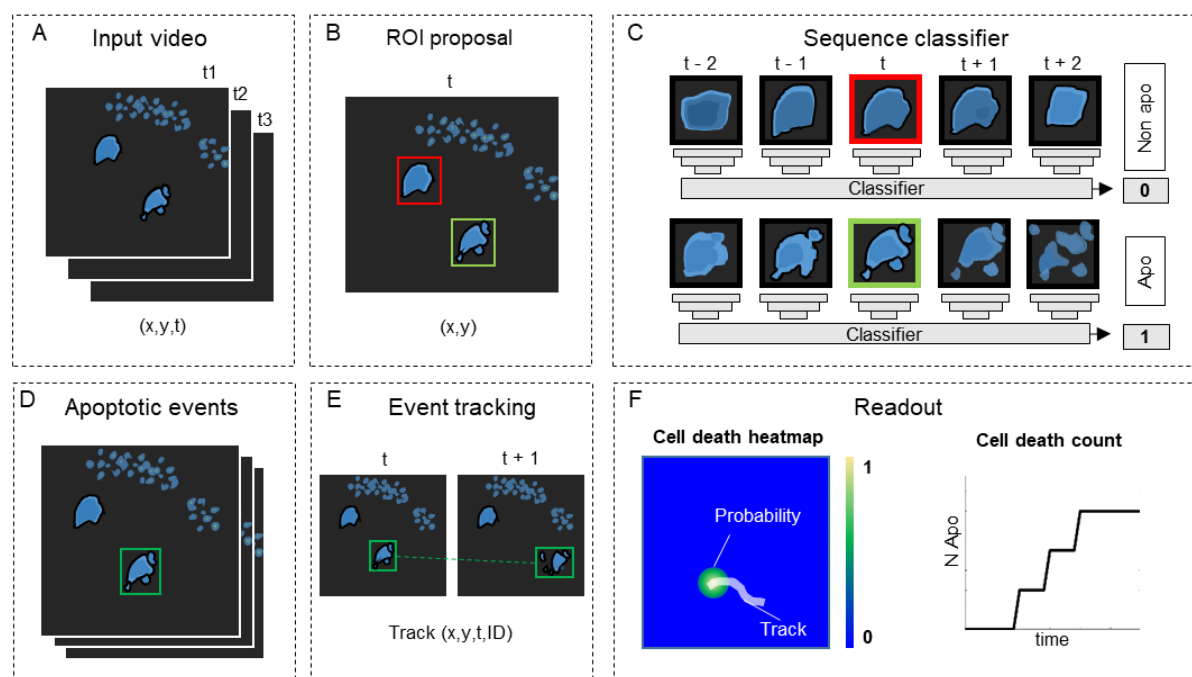 A
Input video
t1
t2
t3
(x,y,t)
B
ROI proposal
t
(x,y)
C
Sequence classifier
t - 2
t - 1
t
t + 1
t + 2
Non apo
Classifier
0
Apo
Classifier
1
D
Apoptotic events
E
Event tracking
t
t + 1
Track (x,y,t,ID)
F
Readout
Cell death heatmap
1
Probability
Track
0
Cell death count
N Apo
time